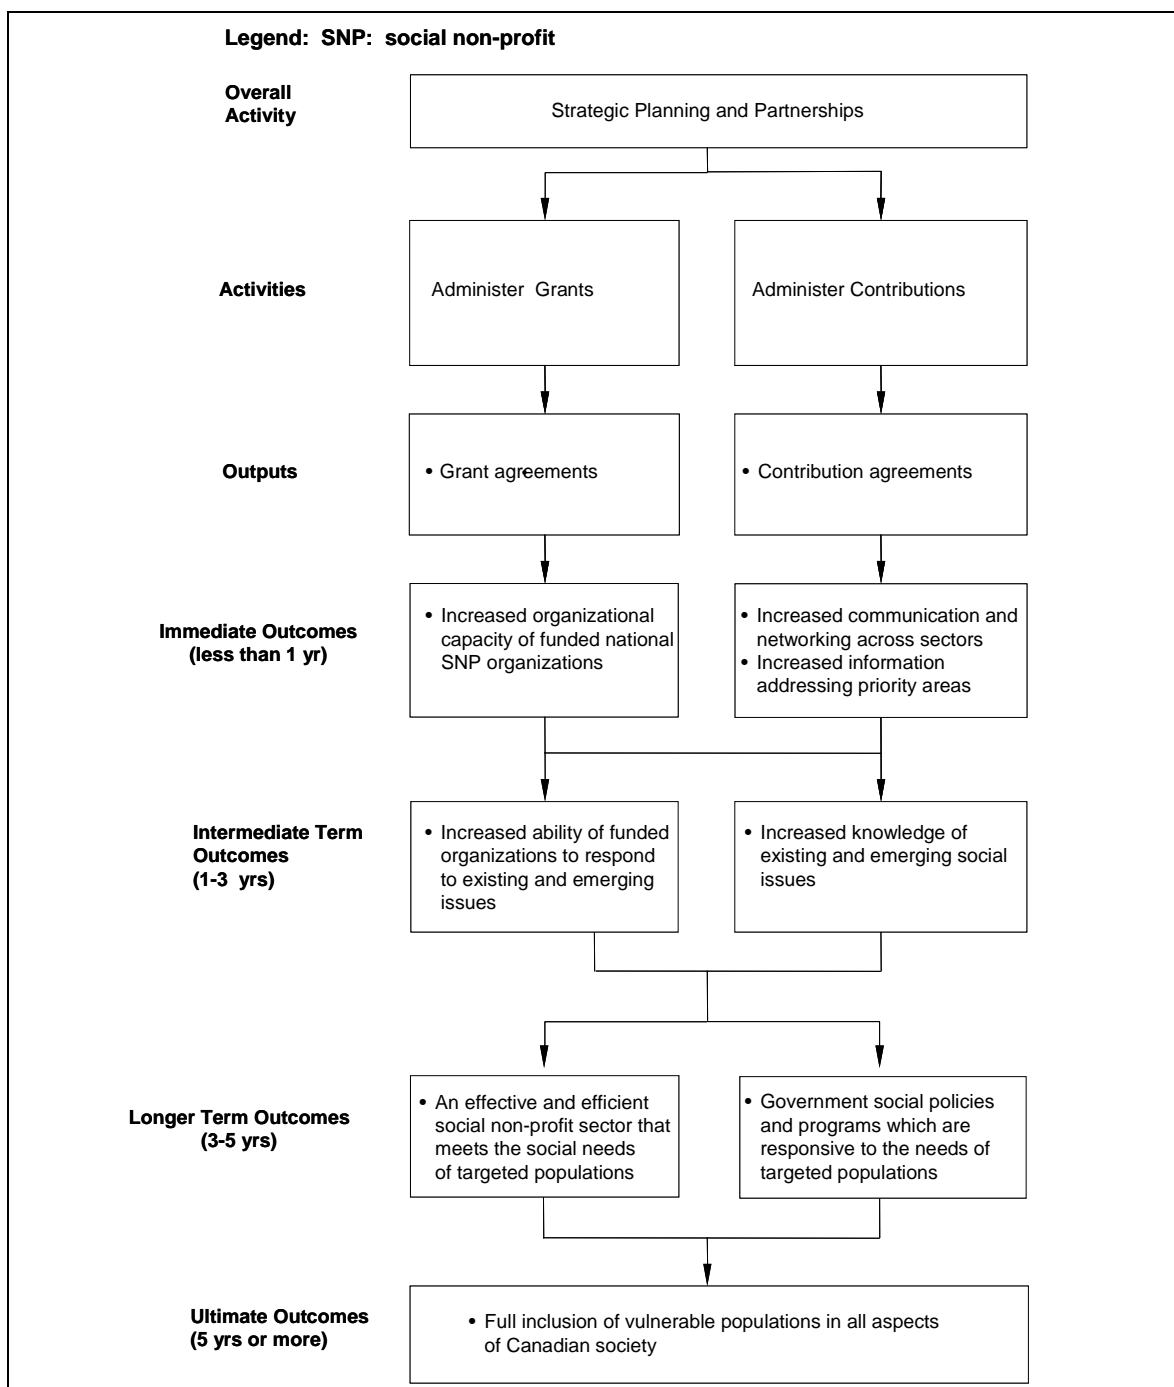 Legend: SNP: social non-profit
Overall
Activity
Strategic Planning and Partnerships
Activities
Administer Grants
Administer Contributions
Outputs
• Grant agreements
• Contribution agreements
Immediate Outcomes
(less than 1 yr)
• Increased organizational
capacity of funded national
SNP organizations
• Increased communication and
networking across sectors
• Increased information
addressing priority areas
Intermediate Term
Outcomes
(1-3 yrs)
• Increased ability of funded
organizations to respond
to existing and emerging
issues
• Increased knowledge of
existing and emerging social
issues
Longer Term Outcomes
(3-5 yrs)
• An effective and efficient
social non-profit sector that
meets the social needs
of targeted populations
• Government social policies
and programs which are
responsive to the needs of
targeted populations
Ultimate Outcomes
(5 yrs or more)
• Full inclusion of vulnerable populations in all aspects
of Canadian society